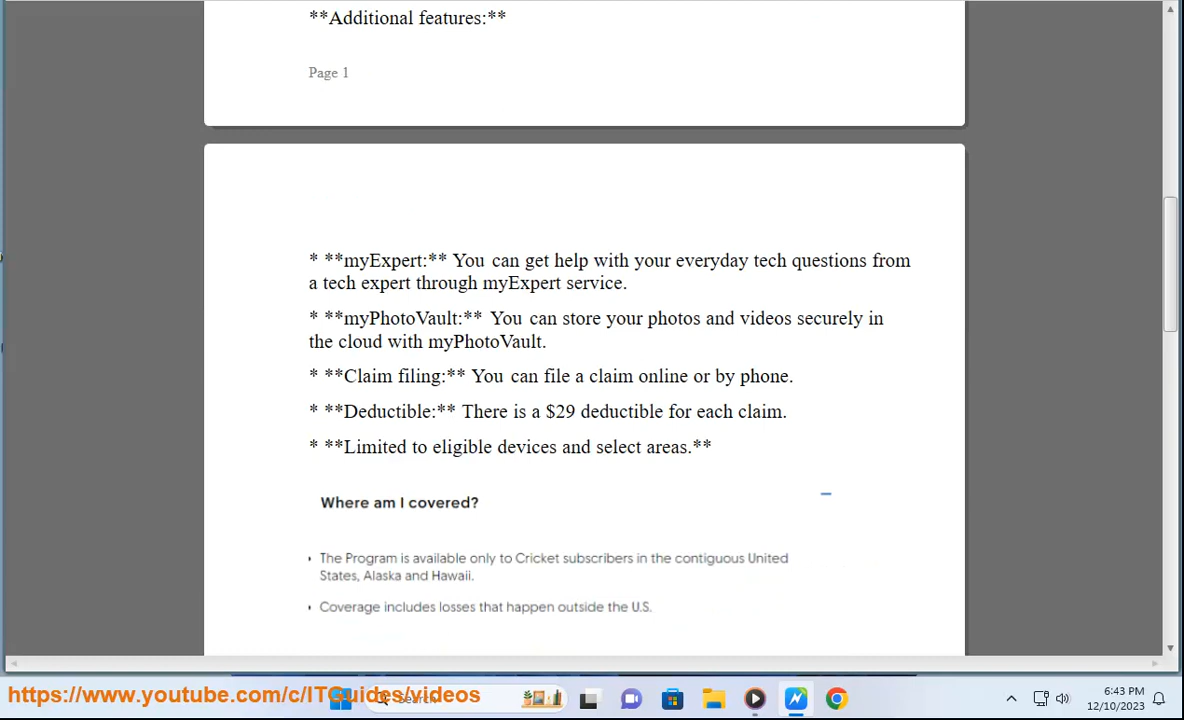 **Additional features:**
Page 1
* **myExpert:** You can get help with your everyday tech questions from
a tech expert through myExpert service.
* **myPhotoVault:** You can store your photos and videos securely in
the cloud with myPhotoVault.
* **Claim filing:** You can file a claim online or by phone.
* **Deductible:** There is a $29 deductible for each claim.
* **Limited to eligible devices and select areas.**
Where am I covered?
The Program is available only to Cricket subscribers in the contiguous United
States, Alaska and Hawaii.
Coverage includes losses that happen outside the U.S.
https://www.youtube.com/c/ITGuides/videos
Search
6:43 PM
12/10/2023